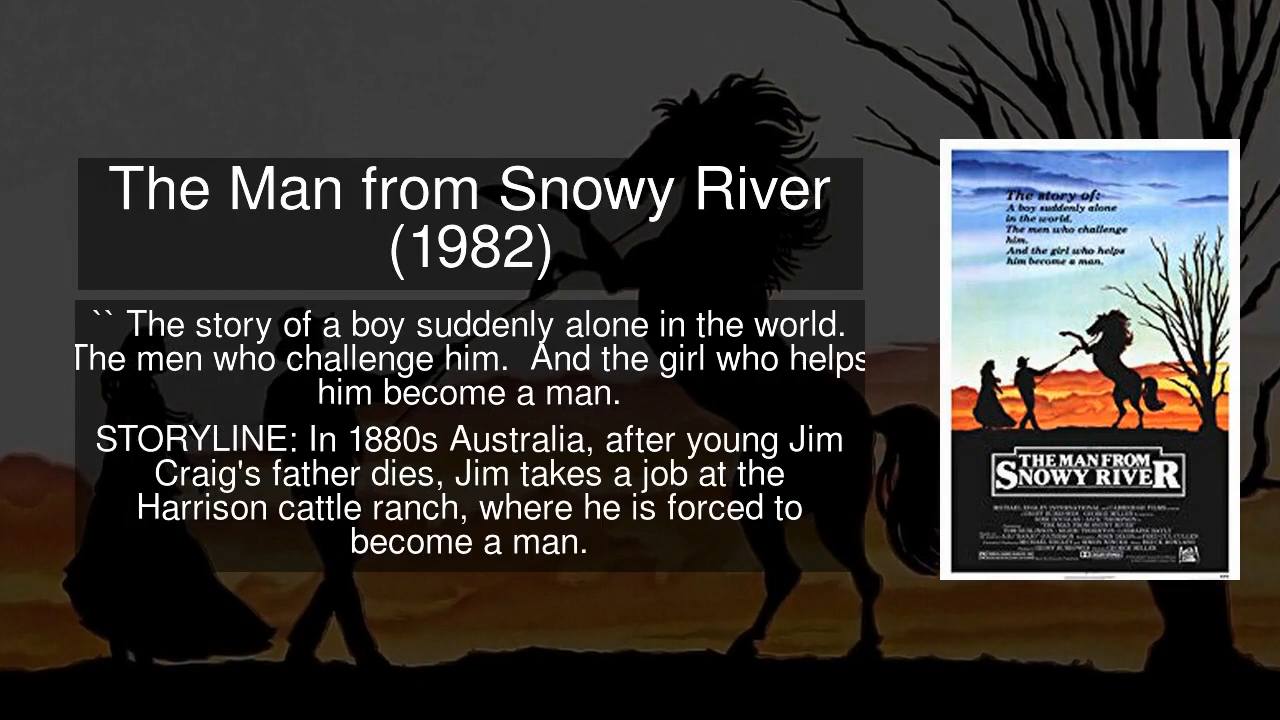 The Man from Snowy River
(1982)
`` The story of a boy suddenly alone in the world.
The men who challenge him.  And the girl who helps
him become a man.
STORYLINE: In 1880s Australia, after young Jim
Craig's father dies, Jim takes a job at the
Harrison cattle ranch, where he is forced to
become a man.
The story of:
A boy suddenly alone
in the world.
The men who challenge
him.
And the girl who helps
him become a man.
THE MAN FROM
SNOWY RIVER